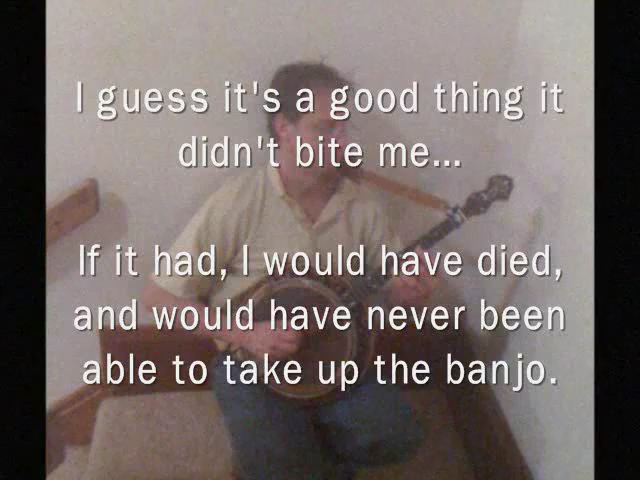 I guess it's a good thing it
didn't bite me...
If it had, I would have died,
and would have never been
able to take up the banjo.